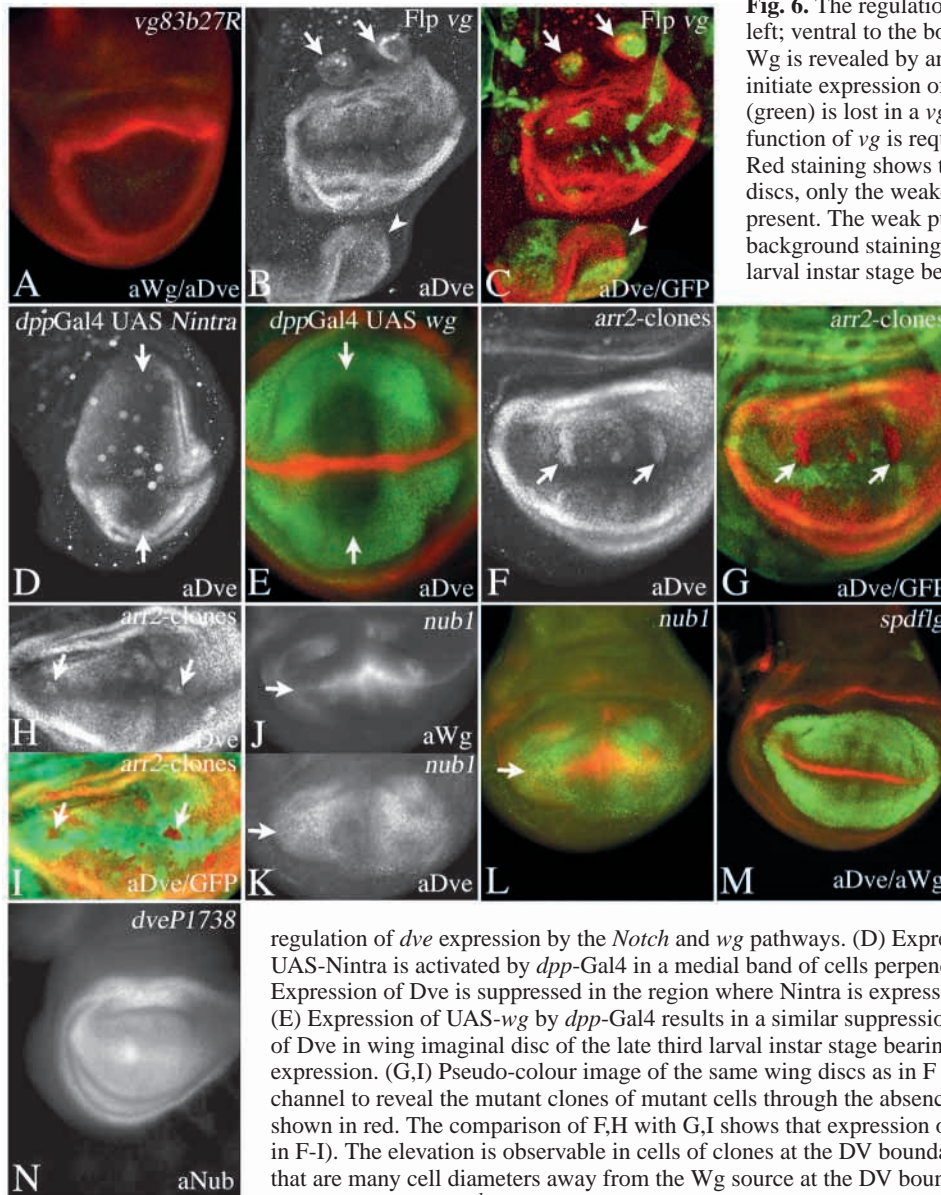 Fig. 6. The regulation
left; ventral to the bo
Wg is revealed by an
initiate expression of
(green) is lost in a vg
function of vg is requ
Red staining shows t
discs, only the weake
present. The weak pu
background staining
larval instar stage be
vg83b27R
A
aWg/aDve
Flp vg
B
aDve
Flp vg
C
aDve/GFP
dppGal4 UAS Nintra
D
aDve
dppGal4 UAS wg
E
aDve
arr2-clones
F
aDve
arr2-clones
G
aDve/GFP
arr2-clones
H
Dve
arr2-clones
I
aDve/GFP
nub1
J
aWg
nub1
K
aDve
nub1
L
spdflg
M
aDve/aWg
dveP1738
N
aNub
regulation of dve expression by the Notch and wg pathways. (D) Expre
UAS-Nintra is activated by dpp-Gal4 in a medial band of cells perpend
Expression of Dve is suppressed in the region where Nintra is express
(E) Expression of UAS-wg by dpp-Gal4 results in a similar suppression
of Dve in wing imaginal disc of the late third larval instar stage bearin
expression. (G,I) Pseudo-colour image of the same wing discs as in F
channel to reveal the mutant clones of mutant cells through the absenc
shown in red. The comparison of F,H with G,I shows that expression o
in F-I). The elevation is observable in cells of clones at the DV bounda
that are many cell diameters away from the Wg source at the DV boun